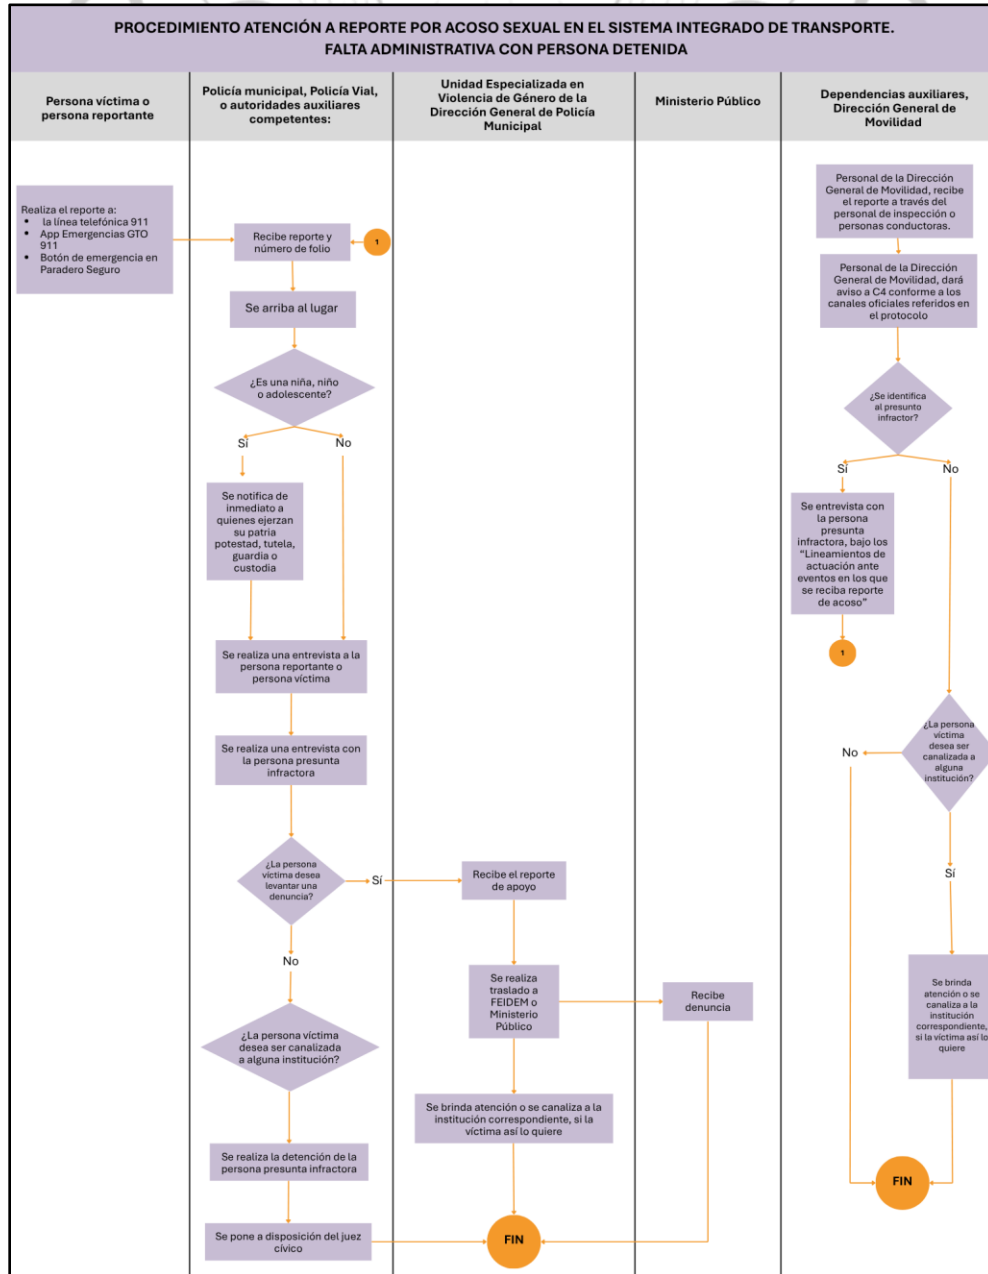 PROCEDIMIENTO ATENCIÓN A REPORTE POR ACOSO SEXUAL EN EL SISTEMA INTEGRADO DE TRANSPORTE.
FALTA ADMINISTRATIVA CON PERSONA DETENIDA
Persona víctima o
persona reportante
Policía municipal, Policía Vial,
o autoridades auxiliares
competentes:
Unidad Especializada en
Violencia de Género de la
Dirección General de Policía
Municipal
Ministerio Público
Dependencias auxiliares,
Dirección General de
Movilidad
Realiza el reporte a:
• la línea telefónica 911
• App Emergencias GTO
911
• Botón de emergencia en
Paradero Seguro
Recibe reporte y
número de folio
1
Se arriba al lugar
¿Es una niña, niño
o adolescente?
Sí
No
Se notifica de
inmediato a
quienes ejerzan
su patria
potestad, tutela,
guardia o
custodia
Se realiza una entrevista a la
persona reportante o
persona víctima
Se realiza una entrevista con
la persona presunta
infractora
¿La persona
víctima desea
levantar una
denuncia?
Sí
No
¿La persona víctima
desea ser canalizada
a alguna institución?
Se realiza la detención de la
persona presunta infractora
Se pone a disposición del juez
cívico
Recibe el reporte
de apoyo
Se realiza
traslado a
FEIDEM o
Ministerio
Público
Se brinda atención o se canaliza a la
institución correspondiente, si la
víctima así lo quiere
FIN
Recibe
denuncia
Personal de la Dirección
General de Movilidad, recibe
el reporte a través del
personal de inspección o
personas conductoras.
Personal de la Dirección
General de Movilidad, dará
aviso a C4 conforme a los
canales oficiales referidos en
el protocolo
¿Se identifica
al presunto
infractor?
Sí
No
Se entrevista con
la persona
presunta
infractora, bajo los
“Lineamientos de
actuación ante
eventos en los que
se reciba reporte
de acoso”
1
¿La persona
víctima
desea ser
canalizada a
alguna
institución?
No
Sí
Se brinda
atención o se
canaliza a la
institución
correspondiente,
si la víctima así lo
quiere
FIN